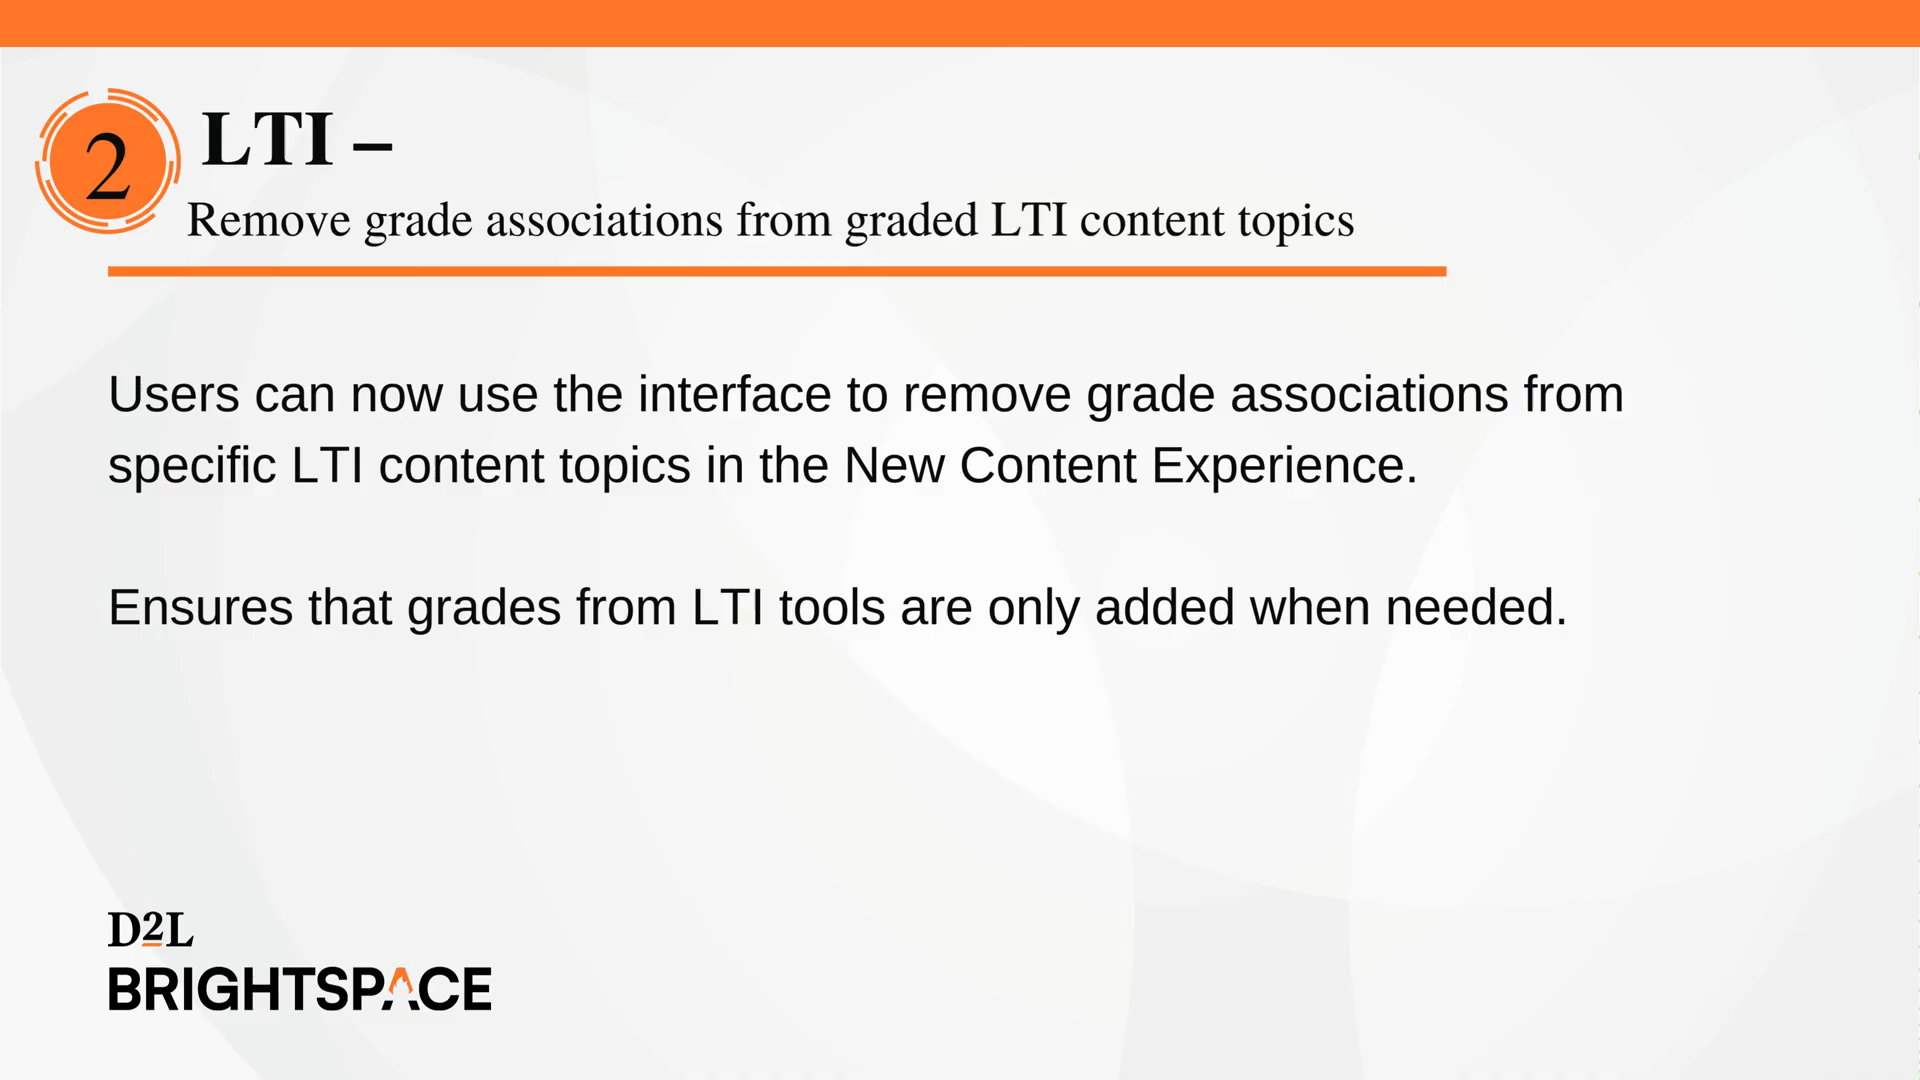 2
LTI –
Remove grade associations from graded LTI content topics
Users can now use the interface to remove grade associations from
specific LTI content topics in the New Content Experience.
Ensures that grades from LTI tools are only added when needed.
D2L
BRIGHTSPACE